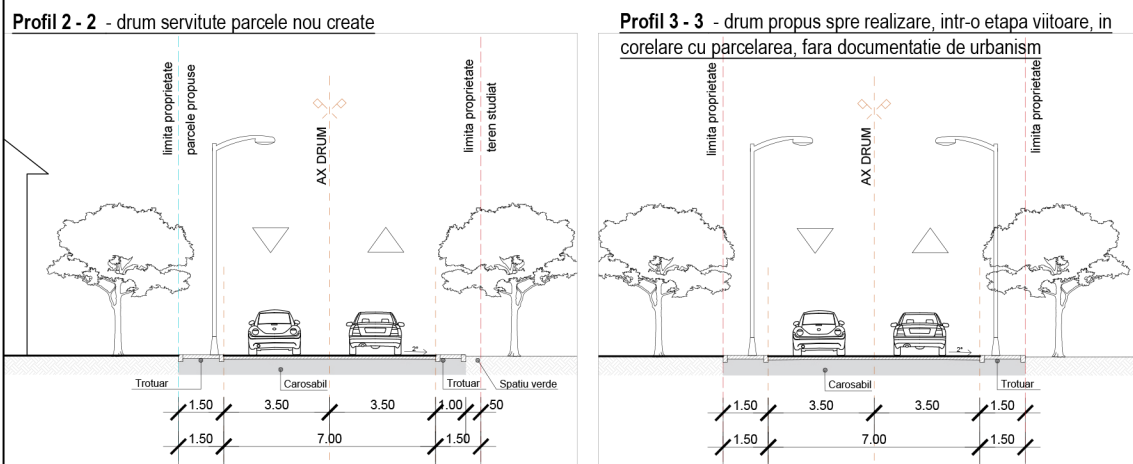 Profil 2 - 2 - drum servitute parcele nou create
limita proprietate
parcele propuse
AX DRUM
limita proprietate
teren studiat
2°
Trotuar
Carosabil
Trotuar
Spatiu verde
1.50 3.50 3.50 1.00 50
1.50 7.00 1.50
Profil 3 - 3 - drum propus spre realizare, intr-o etapa viitoare, in
corelare cu parcelarea, fara documentatie de urbanism
limita proprietate
AX DRUM
limita proprietate
2°
Carosabil
Trotuar
1.50 3.50 3.50 1.50
1.50 7.00 1.50